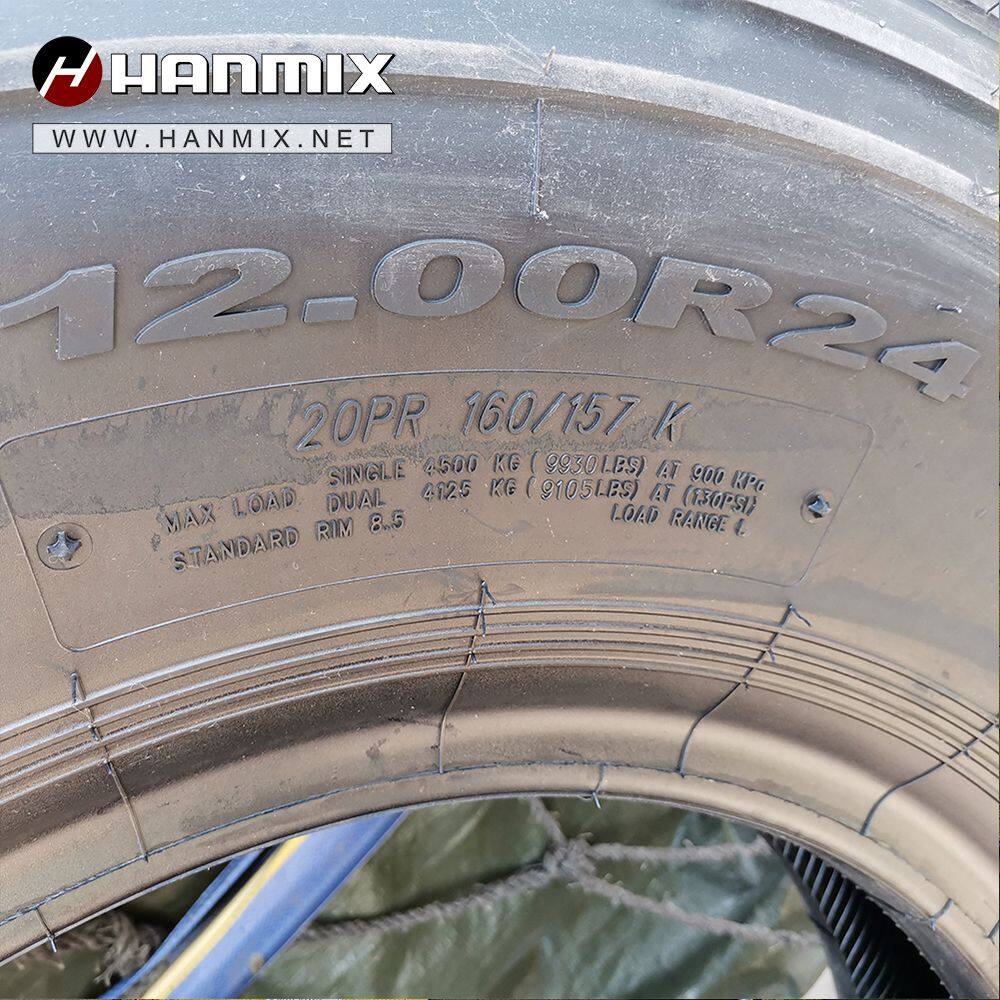 HANMIX
WWW.HANMIX.NET
12.00R24
20PR 160/157 K
MAX LOAD SINGLE 4500 KG (9930LBS) AT 900 KPa
DUAL 4125 KG (9105LBS) AT (130PSI)
STANDARD RIM 8.5 LOAD RANGE L